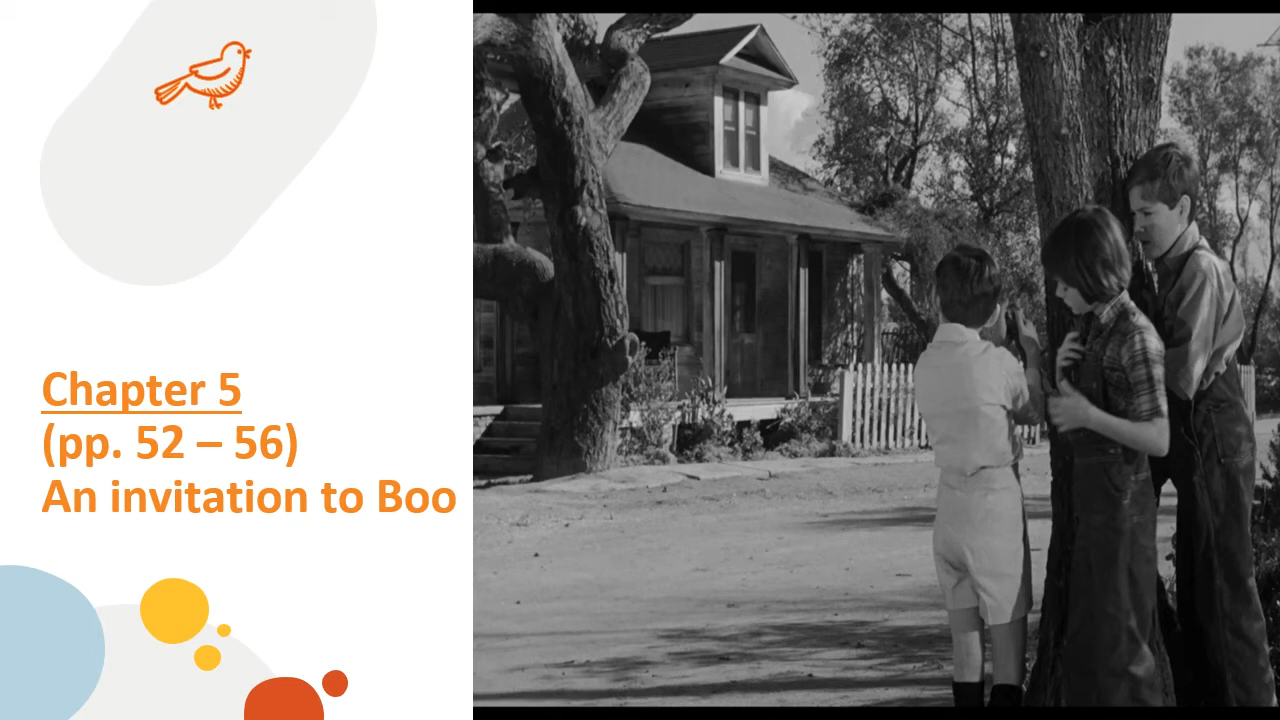 Chapter 5
(pp. 52 – 56)
An invitation to Boo